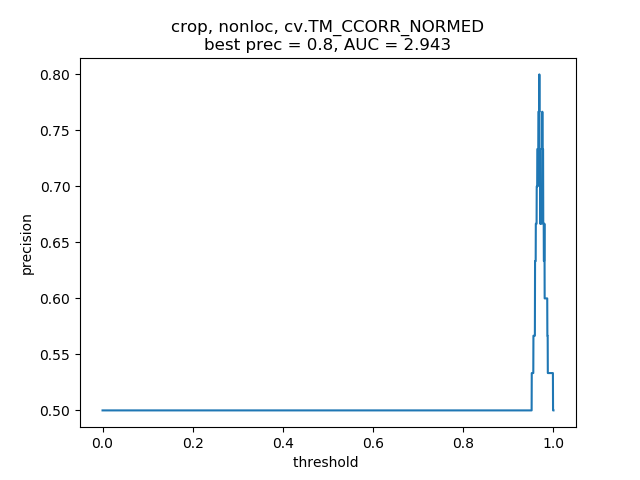 crop, nonloc, cv.TM_CCORR_NORMED
best prec = 0.8, AUC = 2.943
0.80
0.75
0.70
0.65
0.60
0.55
0.50
precision
0.0 0.2 0.4 0.6 0.8 1.0
threshold